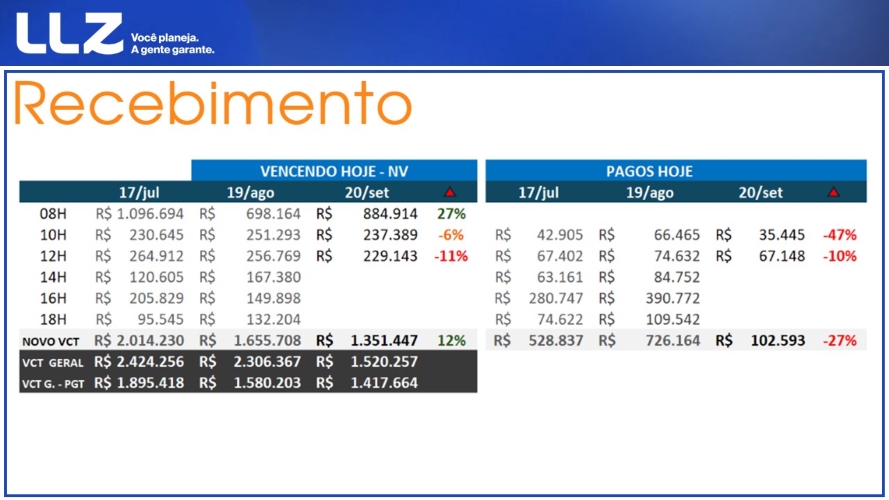 LLZ
Você planeja.
A gente garante.
Recebimento
VENCENDO HOJE - NV PAGOS HOJE
17/jul 19/ago 20/set 17/jul 19/ago 20/set
08H R$ 1.096.694 R$ 698.164 R$ 884.914 27%
10H R$ 230.645 R$ 251.293 R$ 237.389 -6% R$ 42.905 R$ 66.465 R$ 35.445 -47%
12H R$ 264.912 R$ 256.769 R$ 229.143 -11% R$ 67.402 R$ 74.632 R$ 67.148 -10%
14H R$ 120.605 R$ 167.380 R$ 63.161 R$ 84.752
16H R$ 205.829 R$ 149.898 R$ 280.747 R$ 390.772
18H R$ 95.545 R$ 132.204 R$ 74.622 R$ 109.542
NOVO VCT R$ 2.014.230 R$ 1.655.708 R$ 1.351.447 12% R$ 528.837 R$ 726.164 R$ 102.593 -27%
VCT GERAL R$ 2.424.256 R$ 2.306.367 R$ 1.520.257
VCT G. - PGT R$ 1.895.418 R$ 1.580.203 R$ 1.417.664